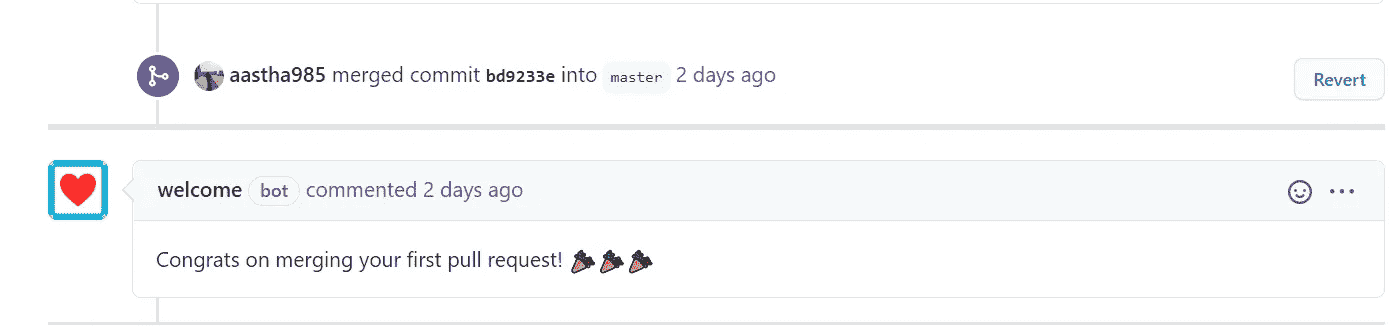 aastha985 merged commit bd9233e into master 2 days ago
Revert
welcome bot commented 2 days ago
Congrats on merging your first pull request! 🎉🎉🎉